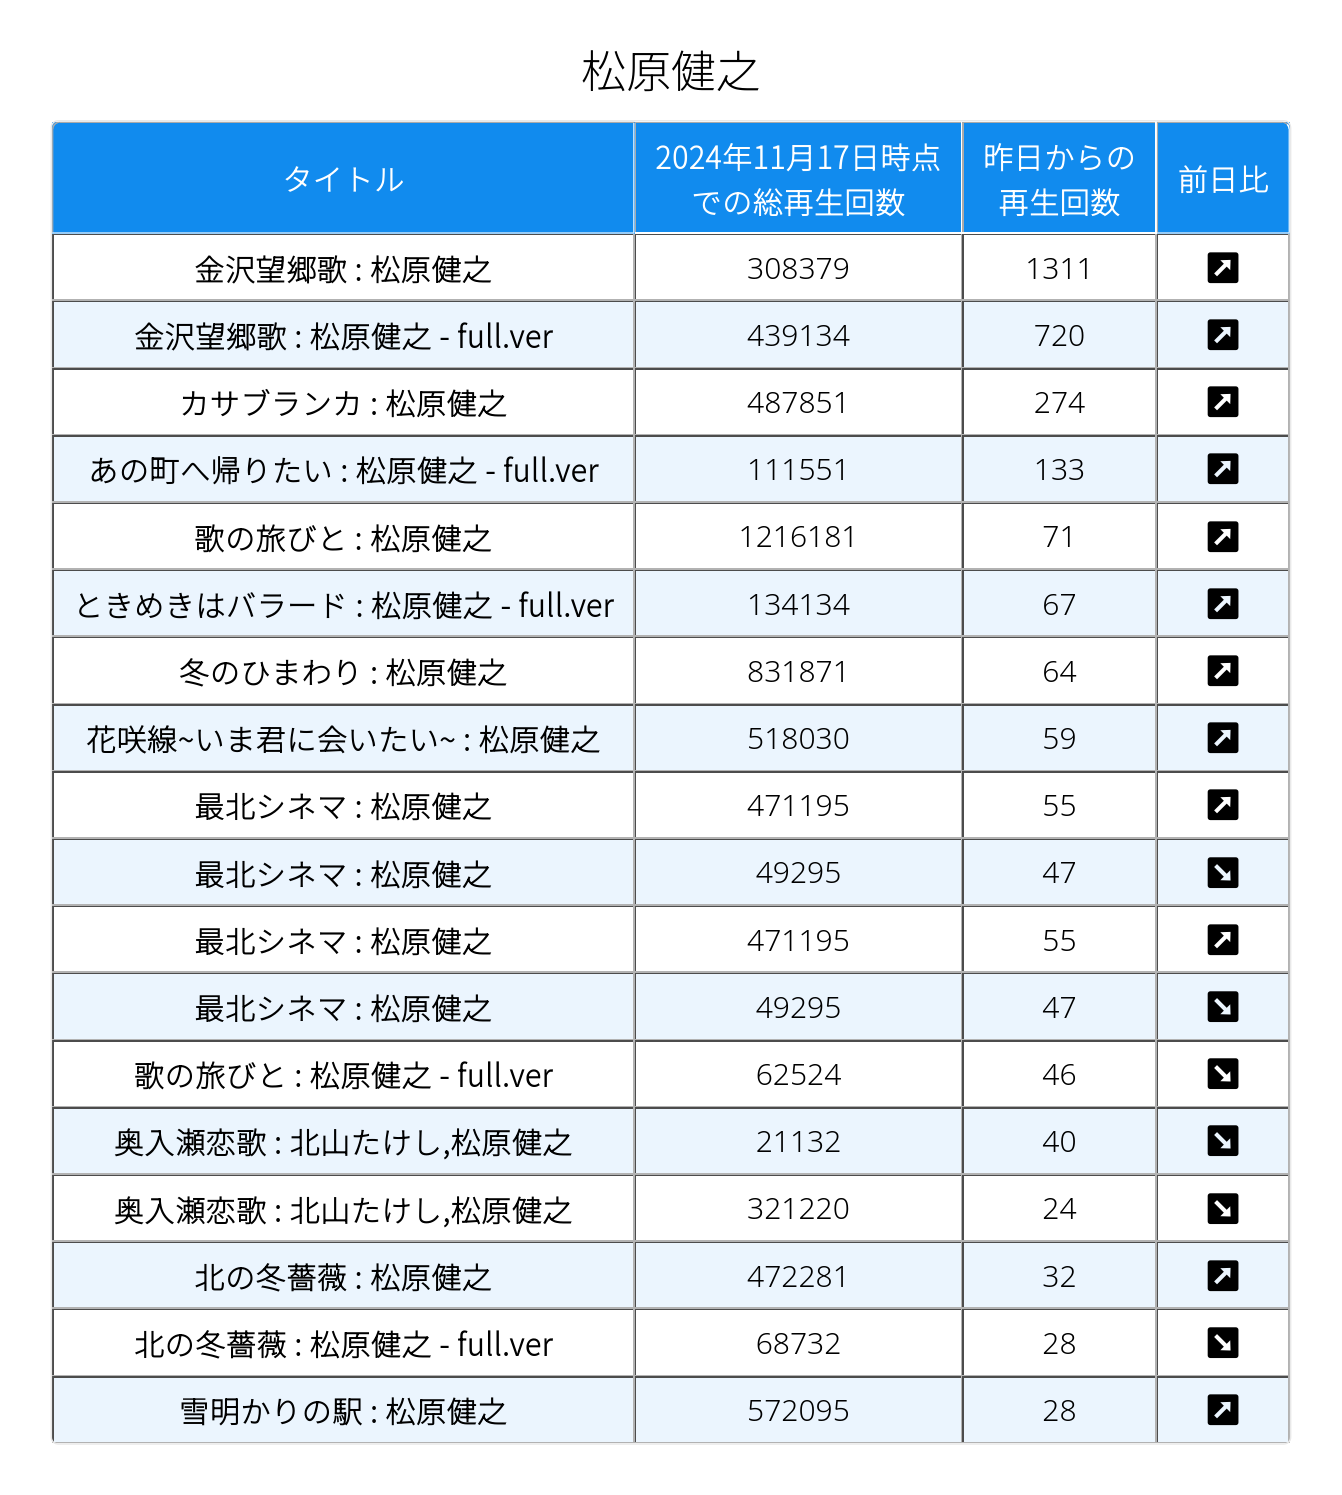 松原健之
タイトル
2024年11月17日時点
での総再生回数
昨日からの
再生回数
前日比
金沢望郷歌 : 松原健之 308379 1311 ↗
金沢望郷歌 : 松原健之 - full.ver 439134 720 ↗
カサブランカ : 松原健之 487851 274 ↗
あの町へ帰りたい : 松原健之 - full.ver 111551 133 ↗
歌の旅びと : 松原健之 1216181 71 ↗
ときめきはバラード : 松原健之 - full.ver 134134 67 ↗
冬のひまわり : 松原健之 831871 64 ↗
花咲線~いま君に会いたい~ : 松原健之 518030 59 ↗
最北シネマ : 松原健之 471195 55 ↗
最北シネマ : 松原健之 49295 47 ↘
最北シネマ : 松原健之 471195 55 ↗
最北シネマ : 松原健之 49295 47 ↘
歌の旅びと : 松原健之 - full.ver 62524 46 ↘
奥入瀬恋歌 : 北山たけし,松原健之 21132 40 ↘
奥入瀬恋歌 : 北山たけし,松原健之 321220 24 ↘
北の冬薔薇 : 松原健之 472281 32 ↗
北の冬薔薇 : 松原健之 - full.ver 68732 28 ↘
雪明かりの駅 : 松原健之 572095 28 ↗